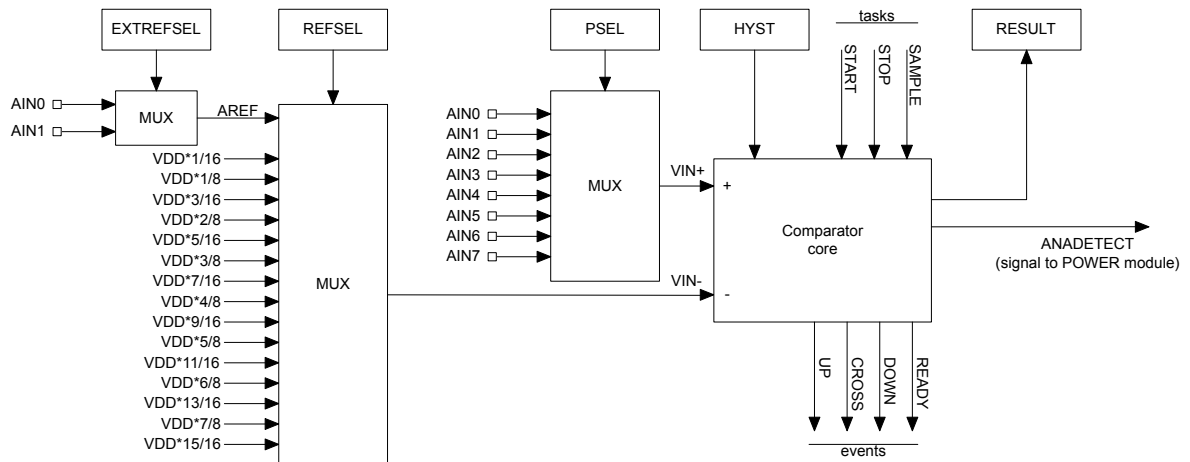 EXTREFSEL
REFSEL
PSEL
HYST
tasks
RESULT
START
STOP
SAMPLE
AIN0
AIN1
MUX
AREF
VDD*1/16
VDD*1/8
VDD*3/16
VDD*2/8
VDD*5/16
VDD*3/8
VDD*7/16
VDD*4/8
VDD*9/16
VDD*5/8
VDD*11/16
VDD*6/8
VDD*13/16
VDD*7/8
VDD*15/16
MUX
AIN0
AIN1
AIN2
AIN3
AIN4
AIN5
AIN6
AIN7
MUX
VIN+
VIN-
+
-
Comparator
core
ANADETECT
(signal to POWER module)
UP
CROSS
DOWN
READY
events